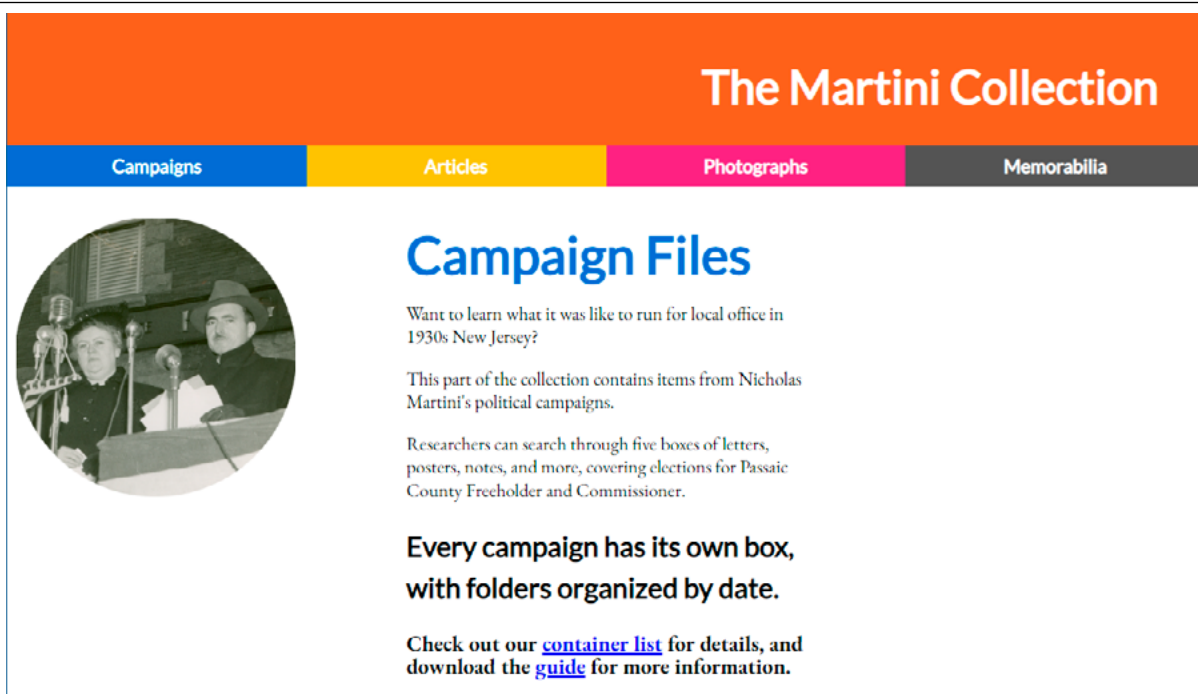 The Martini Collection
Campaigns
Articles
Photographs
Memorabilia
Campaign Files
Want to learn what it was like to run for local office in
1930s New Jersey?
This part of the collection contains items from Nicholas
Martini's political campaigns.
Researchers can search through five boxes of letters,
posters, notes, and more, covering elections for Passaic
County Freeholder and Commissioner.
Every campaign has its own box,
with folders organized by date.
Check out our container list for details, and
download the guide for more information.